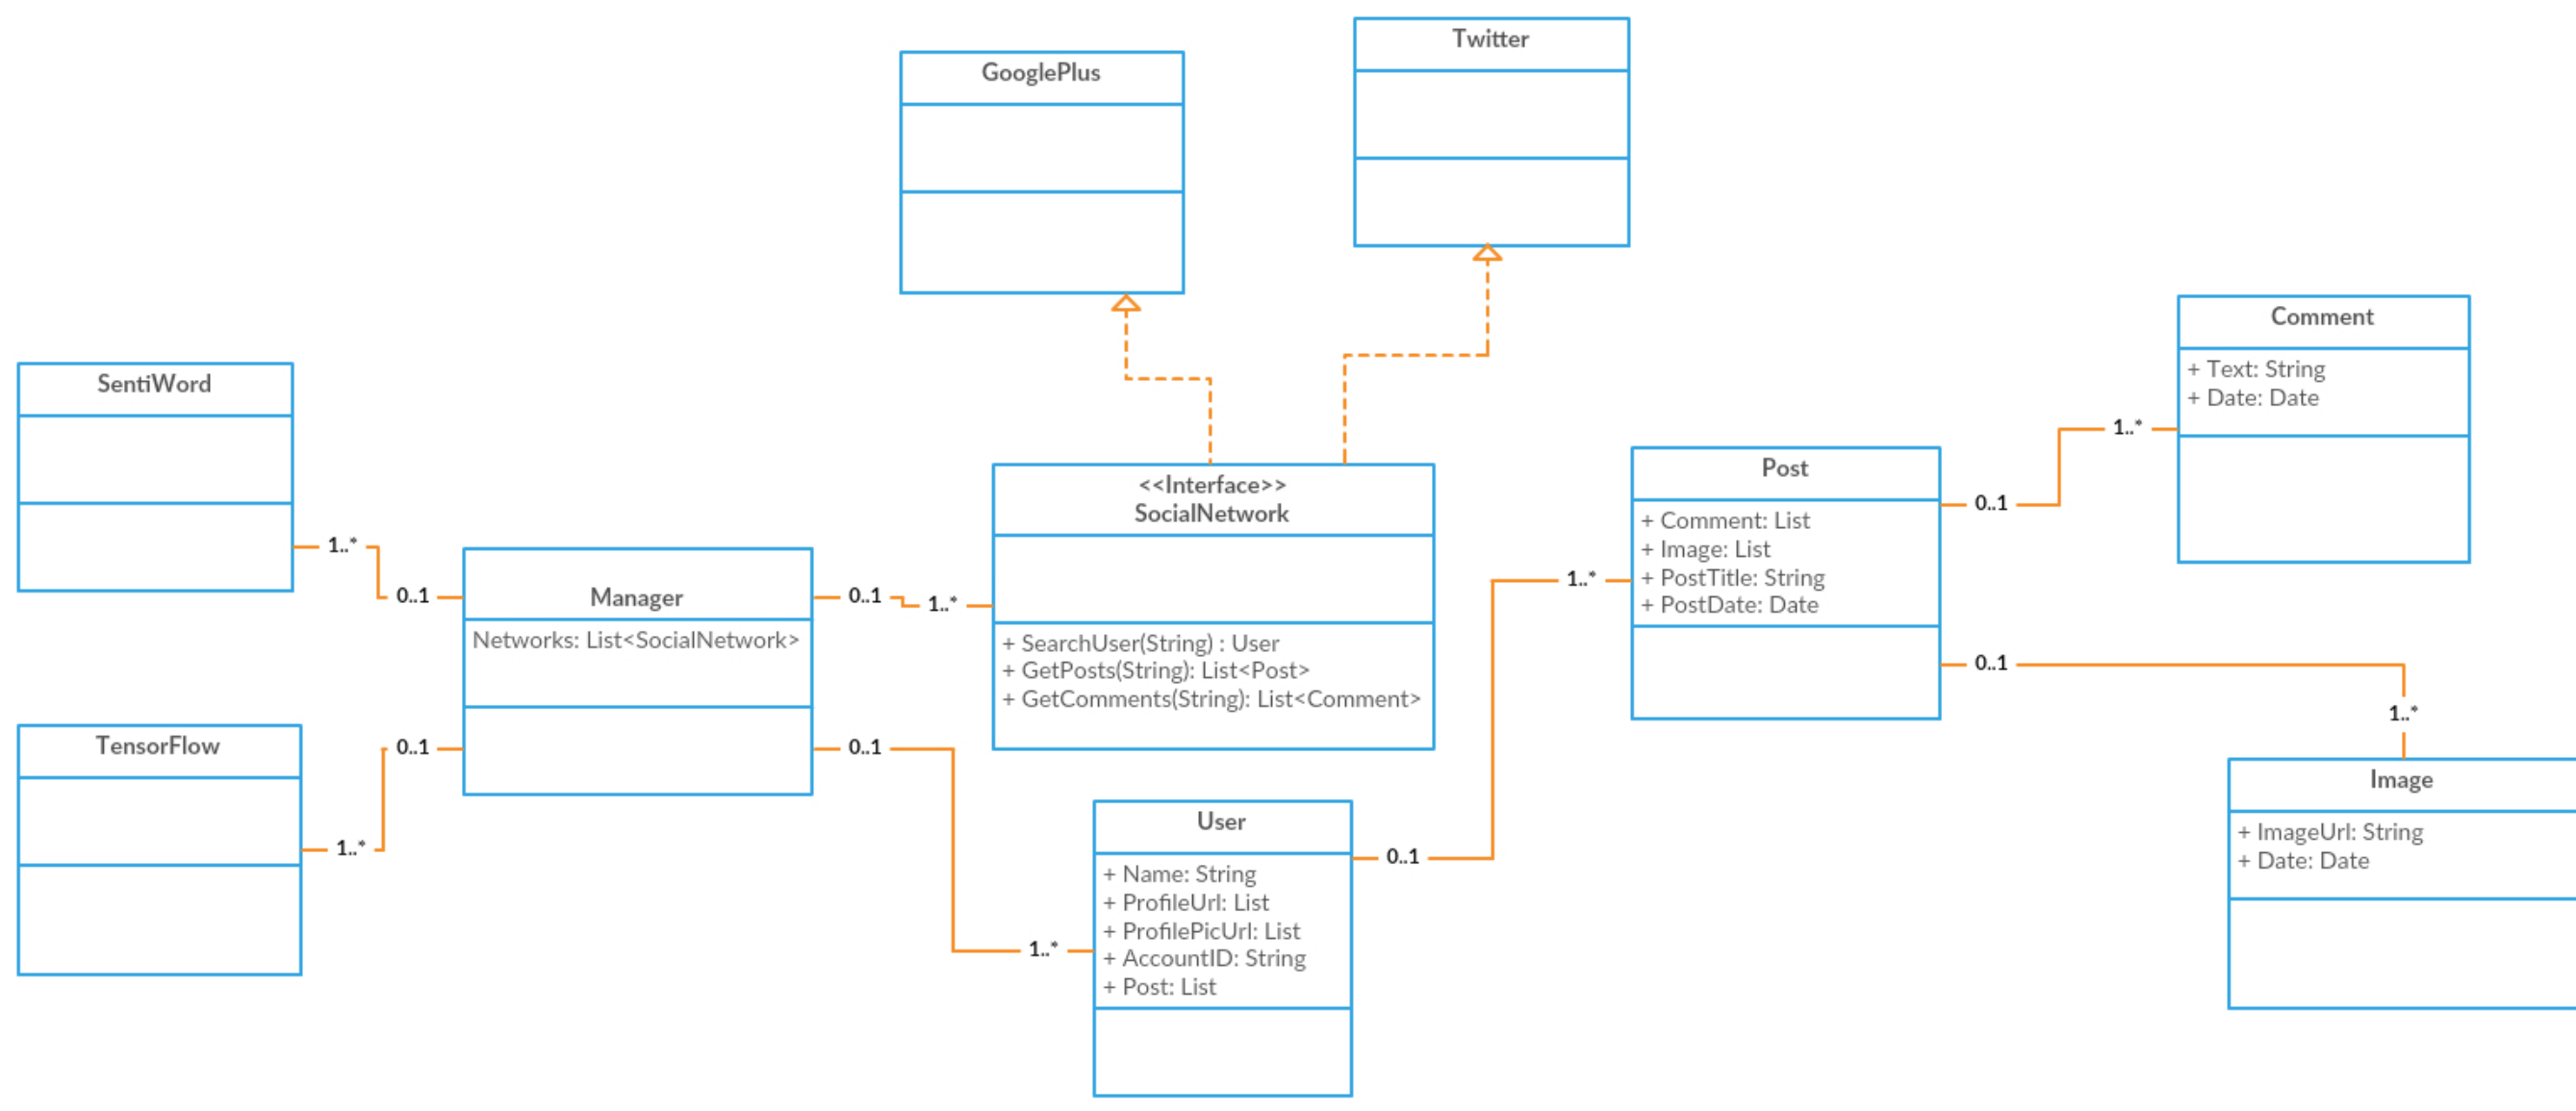 Twitter
GooglePlus
Comment
+ Text: String
+ Date: Date
1..*
SentiWord
1..*
0..1
Manager
Networks: List<SocialNetwork>
0..1
1..*
<<Interface>>
SocialNetwork
+ SearchUser(String) : User
+ GetPosts(String): List<Post>
+ GetComments(String): List<Comment>
Post
+ Comment: List
+ Image: List
+ PostTitle: String
+ PostDate: Date
0..1
1..*
0..1
1..*
TensorFlow
0..1
1..*
0..1
1..*
User
+ Name: String
+ ProfileUrl: List
+ ProfilePicUrl: List
+ AccountID: String
+ Post: List
0..1
Image
+ ImageUrl: String
+ Date: Date